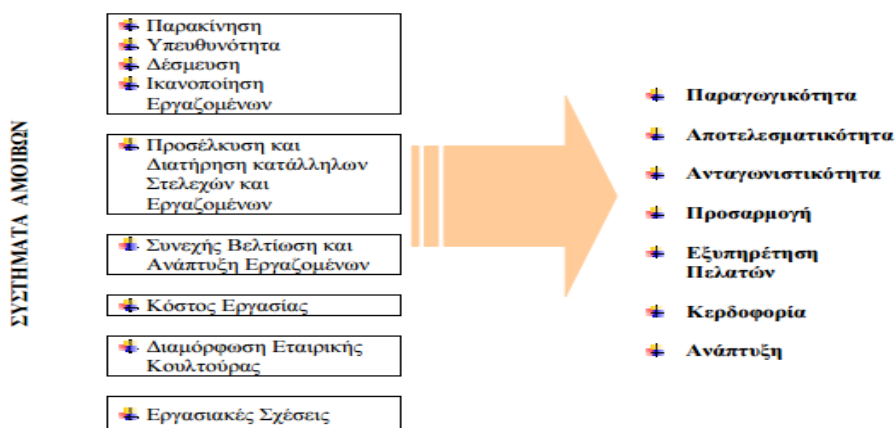 ΣΥΣΤΗΜΑΤΑ ΑΜΟΙΒΩΝ
Παρακίνηση
Υπευθυνότητα
Δέσμευση
Ικανοποίηση
Εργαζομένων
Προσέλκυση και
Διατήρηση κατάλληλων
Στελεχών και
Εργαζομένων
Συνεχής Βελτίωση και
Ανάπτυξη Εργαζομένων
Κόστος Εργασίας
Διαμόρφωση Εταιρικής
Κουλτούρας
Εργασιακές Σχέσεις
Παραγωγικότητα
Αποτελεσματικότητα
Ανταγωνιστικότητα
Προσαρμογή
Εξυπηρέτηση
Πελατών
Κερδοφορία
Ανάπτυξη